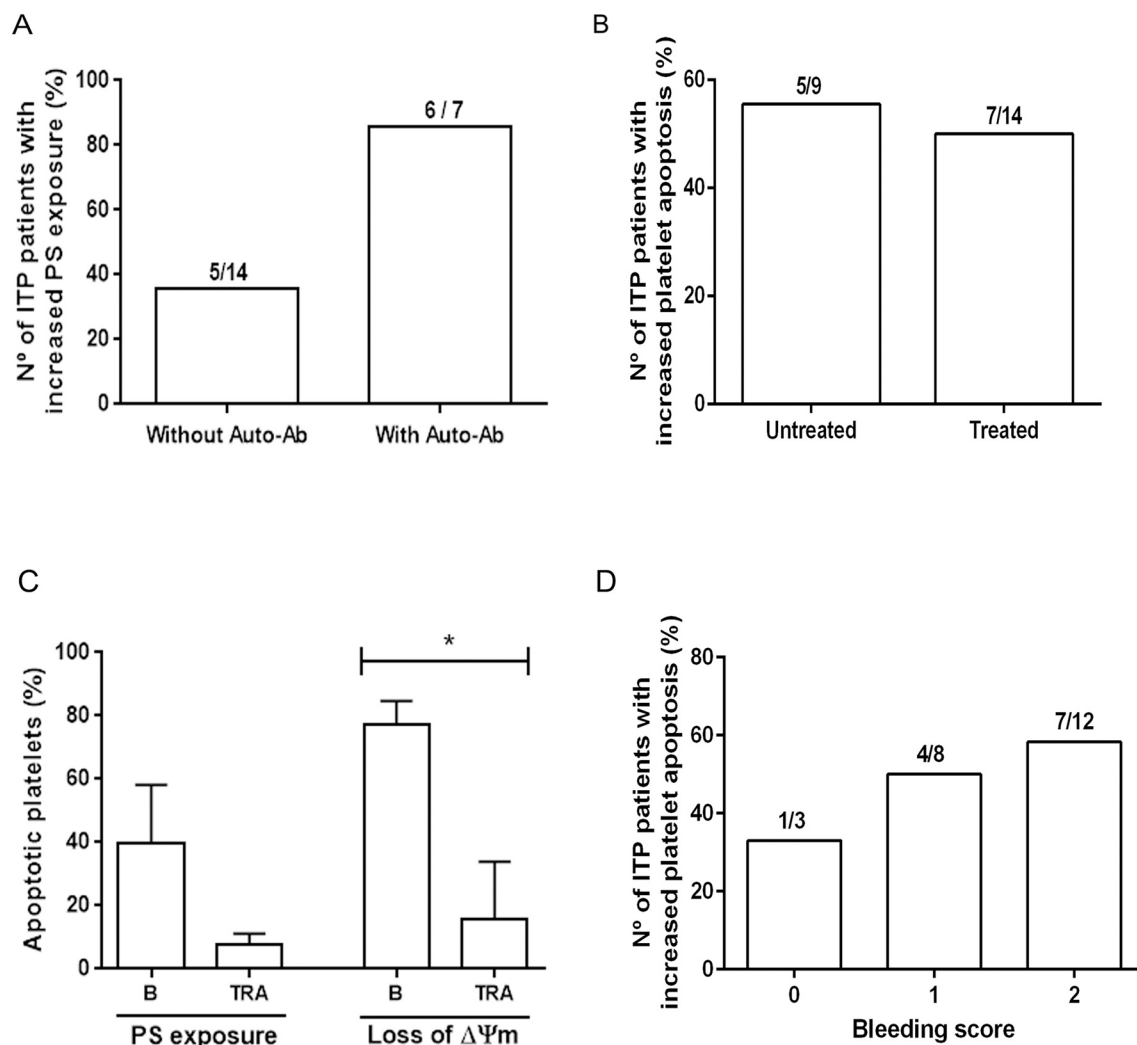 A
Nº of ITP patients with
increased PS exposure (%)
100
80
60
40
20
0
5/14
6 / 7
Without Auto-Ab
With Auto-Ab
B
Nº of ITP patients with
increased platelet apoptosis (%)
60
40
20
0
5/9
7/14
Untreated
Treated
C
Apoptotic platelets (%)
100
80
60
40
20
0
*
B
TRA
B
TRA
PS exposure
Loss of ΔΨm
D
Nº of ITP patients with
increased platelet apoptosis (%)
80
60
40
20
0
1/3
4/8
7/12
0
1
2
Bleeding score